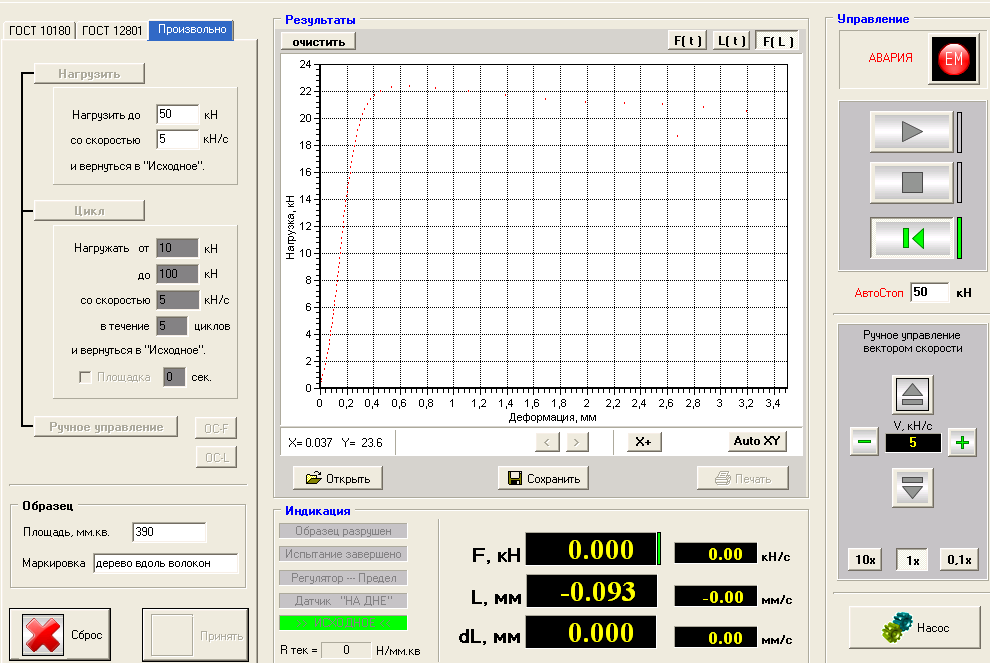 ГОСТ 10180 ГОСТ 12801 Произвольно
Нагрузить
Нагрузить до 50 кН
со скоростью 5 кН/с
и вернуться в "Исходное".
Цикл
Нагружать от 10 кН
до 100 кН
со скоростью 5 кН/с
в течение 5 циклов
и вернуться в "Исходное".
Площадка 0 сек.
Ручное управление
ОС-F
ОС-L
Образец
Площадь, мм.кв. 390
Маркировка дерево вдоль волокон
Сброс Принять
Результаты
очистить F( t ) L( t ) F( L )
24
22
20
18
16
14
12
10
8
6
4
2
0
Нагрузка, кН
0 0,2 0,4 0,6 0,8 1 1,2 1,4 1,6 1,8 2 2,2 2,4 2,6 2,8 3 3,2 3,4
Деформация, мм
X= 0.037 Y= 23.6 < > X+ Auto XY
Открыть Сохранить Печать
Индикация
Образец разрушен
Испытание завершено
Регулятор --- Предел
Датчик "НА ДНЕ"
ИСХОДНОЕ
R тек = 0 Н/мм.кв
F, кН 0.000 0.00 кН/с
L, мм -0.093 -0.00 мм/с
dL, мм 0.000 0.00 мм/с
Управление
АВАРИЯ EM
АвтоСтоп 50 кН
Ручное управление
вектором скорости
V, кН/с
5
10x 1x 0,1x
Насос